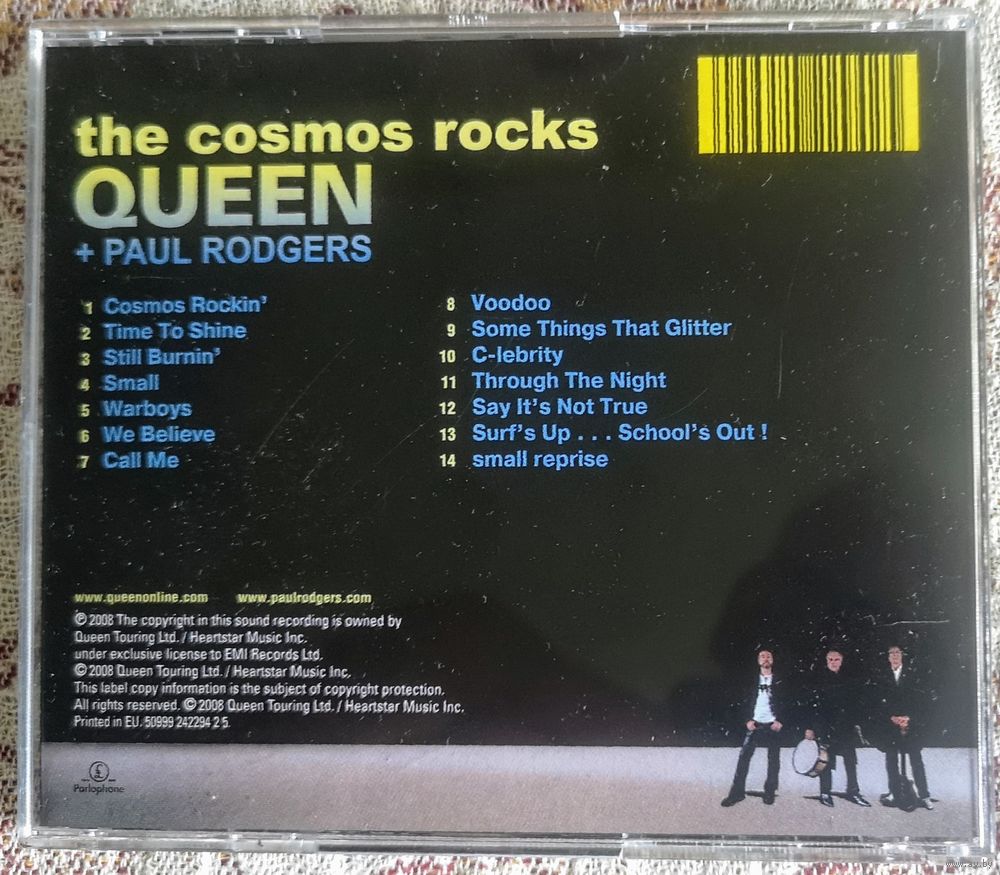 the cosmos rocks
QUEEN
+ PAUL RODGERS
1 Cosmos Rockin'
2 Time To Shine
3 Still Burnin'
4 Small
5 Warboys
6 We Believe
7 Call Me
8 Voodoo
9 Some Things That Glitter
10 C-lebrity
11 Through The Night
12 Say It's Not True
13 Surf's Up . . . School's Out !
14 small reprise
www.queenonline.com www.paulrodgers.com
℗ 2008 The copyright in this sound recording is owned by
Queen Touring Ltd. / Heartstar Music Inc.
under exclusive license to EMI Records Ltd.
© 2008 Queen Touring Ltd. / Heartstar Music Inc.
This label copy information is the subject of copyright protection.
All rights reserved. © 2008 Queen Touring Ltd. / Heartstar Music Inc.
Printed in EU. 50999 242294 2 5.
£
Parlophone
www.ay.by